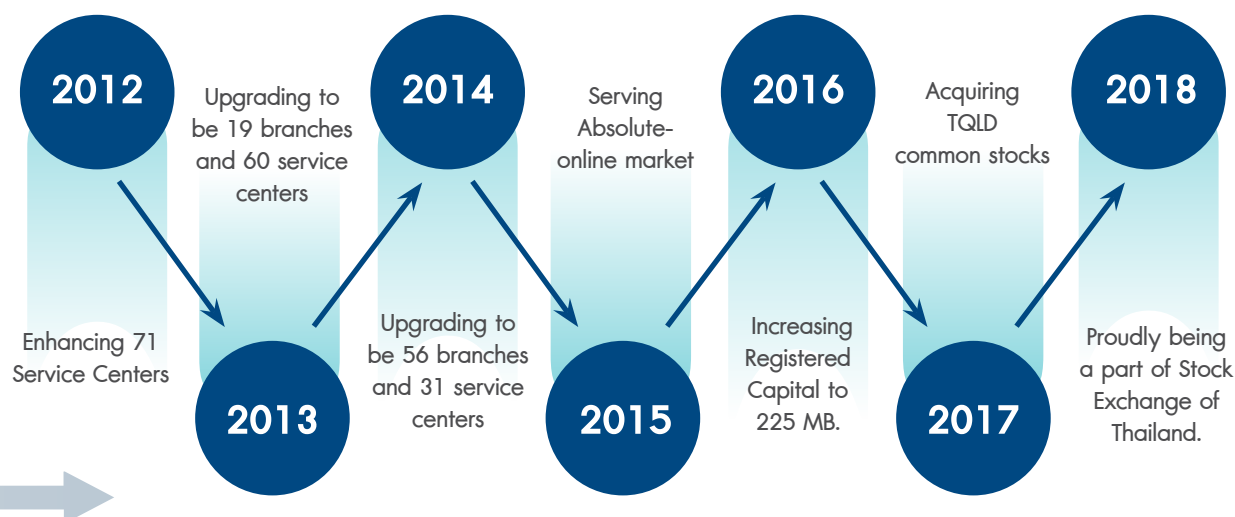 2012
Enhancing 71
Service Centers
Upgrading to
be 19 branches
and 60 service
centers
2013
2014
Upgrading to
be 56 branches
and 31 service
centers
Serving
Absolute-
online market
2015
2016
Increasing
Registered
Capital to
225 MB.
Acquiring
TQLD
common stocks
2017
2018
Proudly being
a part of Stock
Exchange of
Thailand.